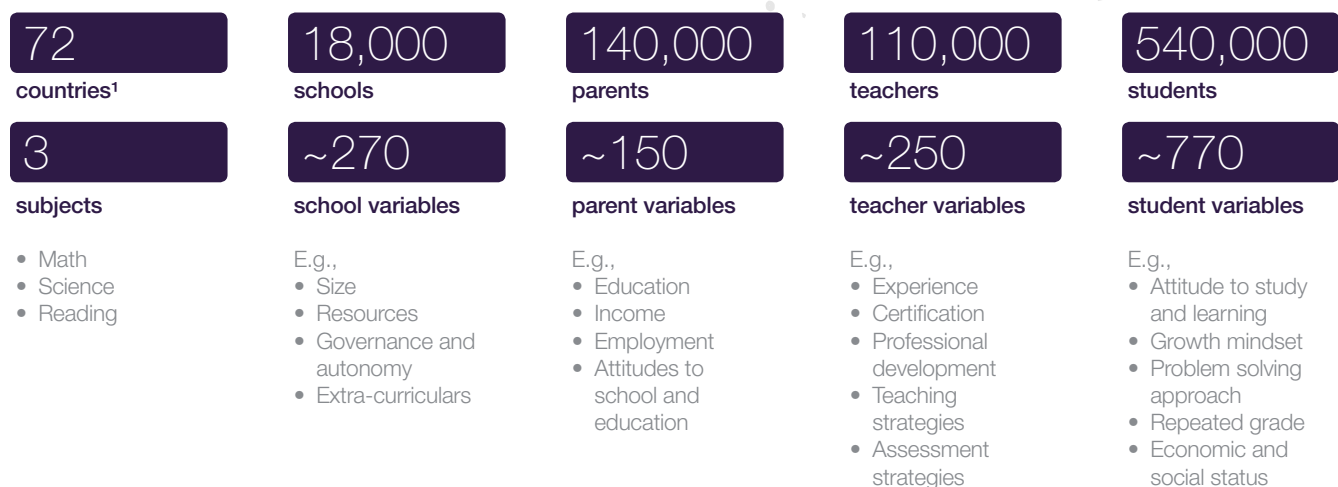 72
countries¹
18,000
schools
140,000
parents
110,000
teachers
540,000
students
3
subjects
• Math
• Science
• Reading
~270
school variables
E.g.,
• Size
• Resources
• Governance and
autonomy
• Extra-curriculars
~150
parent variables
E.g.,
• Education
• Income
• Employment
• Attitudes to
school and
education
~250
teacher variables
E.g.,
• Experience
• Certification
• Professional
development
• Teaching
strategies
• Assessment
strategies
~770
student variables
E.g.,
• Attitude to study
and learning
• Growth mindset
• Problem solving
approach
• Repeated grade
• Economic and
social status